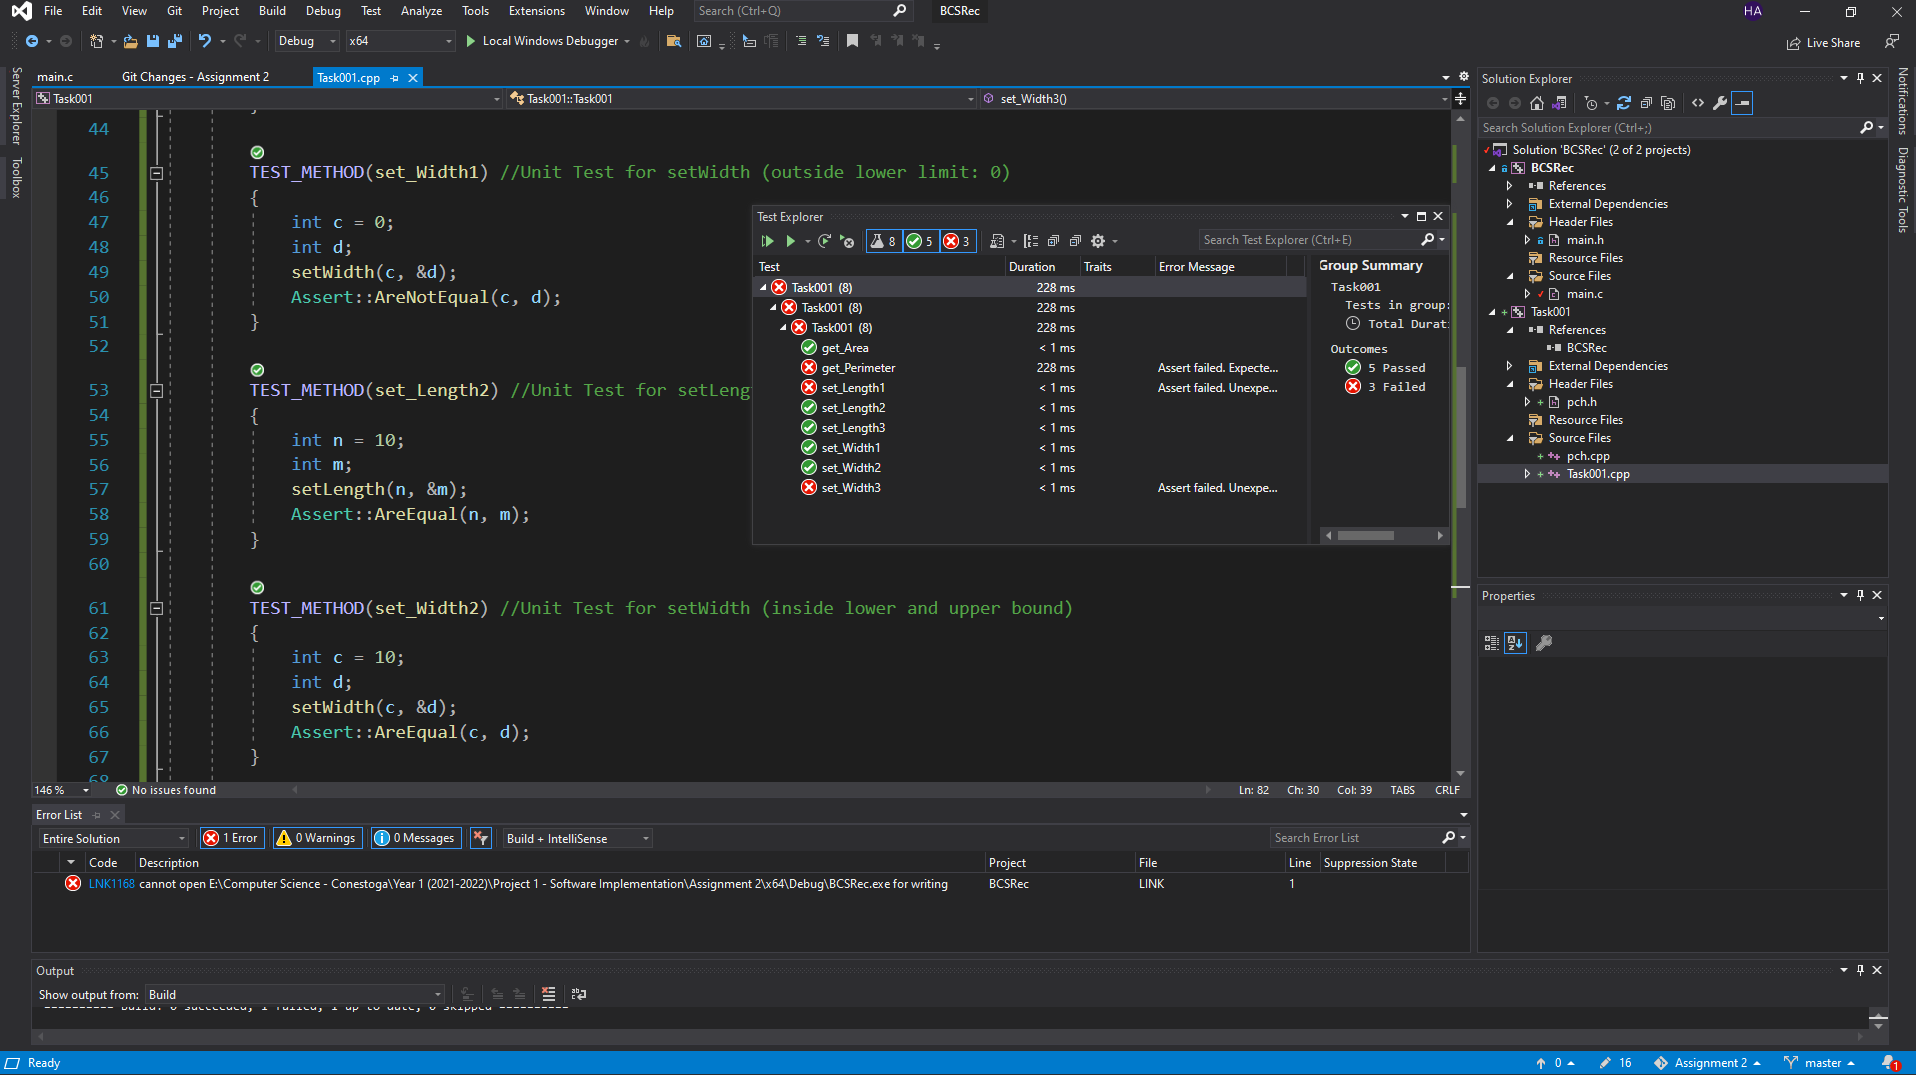 File Edit View Git Project Build Debug Test Analyze Tools Extensions Window Help Search (Ctrl+Q) BCSRec HA
Debug x64 Local Windows Debugger Live Share
Server Explorer
Toolbox
main.c Git Changes - Assignment 2 Task001.cpp
Task001 Task001::Task001 set_Width3()
44
45 TEST_METHOD(set_Width1) //Unit Test for setWidth (outside lower limit: 0)
46 {
47 int c = 0;
48 int d;
49 setWidth(c, &d);
50 Assert::AreNotEqual(c, d);
51 }
52
53 TEST_METHOD(set_Length2) //Unit Test for setLeng
54 {
55 int n = 10;
56 int m;
57 setLength(n, &m);
58 Assert::AreEqual(n, m);
59 }
60
61 TEST_METHOD(set_Width2) //Unit Test for setWidth (inside lower and upper bound)
62 {
63 int c = 10;
64 int d;
65 setWidth(c, &d);
66 Assert::AreEqual(c, d);
67 }
68
146 % No issues found Ln: 82 Ch: 30 Col: 39 TABS CRLF
Test Explorer
8 5 3 Search Test Explorer (Ctrl+E)
Test Duration Traits Error Message
Task001 (8) 228 ms
Task001 (8) 228 ms
Task001 (8) 228 ms
get_Area < 1 ms
get_Perimeter 228 ms Assert failed. Expecte...
set_Length1 < 1 ms Assert failed. Unexpe...
set_Length2 < 1 ms
set_Length3 < 1 ms
set_Width1 < 1 ms
set_Width2 < 1 ms
set_Width3 < 1 ms Assert failed. Unexpe...
Group Summary
Task001
Tests in group:
Total Durat
Outcomes
5 Passed
3 Failed
Solution Explorer
Search Solution Explorer (Ctrl+;)
Solution 'BCSRec' (2 of 2 projects)
BCSRec
References
External Dependencies
Header Files
main.h
Resource Files
Source Files
main.c
Task001
References
BCSRec
External Dependencies
Header Files
pch.h
Resource Files
Source Files
pch.cpp
Task001.cpp
Properties
Notifications
Diagnostic Tools
Error List
Entire Solution 1 Error 0 Warnings 0 Messages Build + IntelliSense Search Error List
Code Description Project File Line Suppression State
LNK1168 cannot open E:\Computer Science - Conestoga\Year 1 (2021-2022)\Project 1 - Software Implementation\Assignment 2\x64\Debug\BCSRec.exe for writing BCSRec LINK 1
Output
Show output from: Build
========== Build: 0 succeeded, 1 failed, 1 up-to-date, 0 skipped ==========
Ready 0 16 Assignment 2 master 1